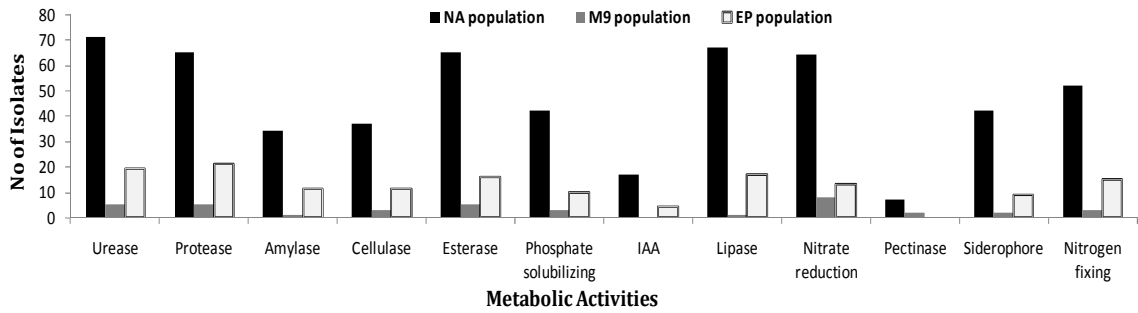 NA population M9 population EP population
No of Isolates
80
70
60
50
40
30
20
10
0
Urease Protease Amylase Cellulase Esterase Phosphate IAA Lipase Nitrate Pectinase Siderophore Nitrogen
solubilizing reduction fixing
Metabolic Activities